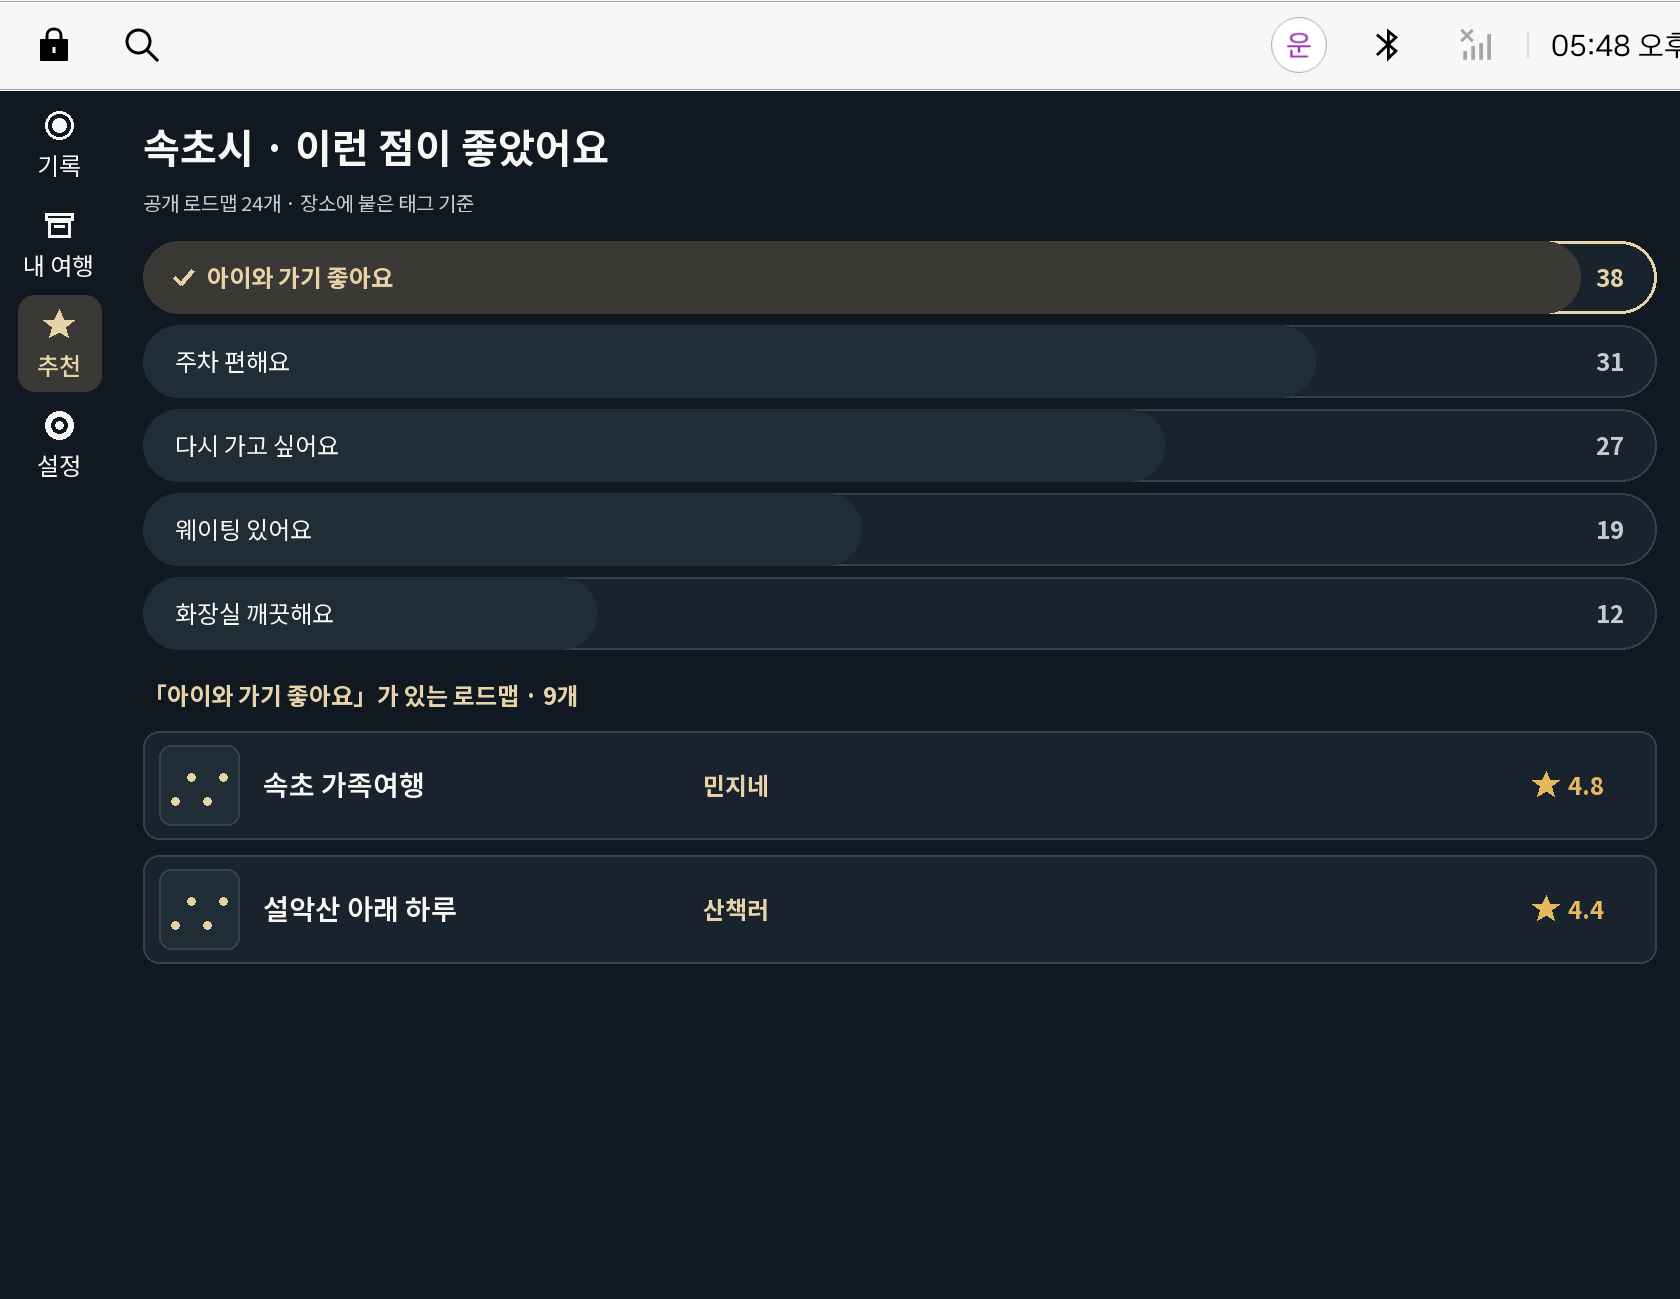 운
05:48 오후
기록
내 여행
추천
설정
속초시 · 이런 점이 좋았어요
공개 로드맵 24개 · 장소에 붙은 태그 기준
아이와 가기 좋아요 38
주차 편해요 31
다시 가고 싶어요 27
웨이팅 있어요 19
화장실 깨끗해요 12
「아이와 가기 좋아요」가 있는 로드맵 · 9개
속초 가족여행 민지네 4.8
설악산 아래 하루 산책러 4.4